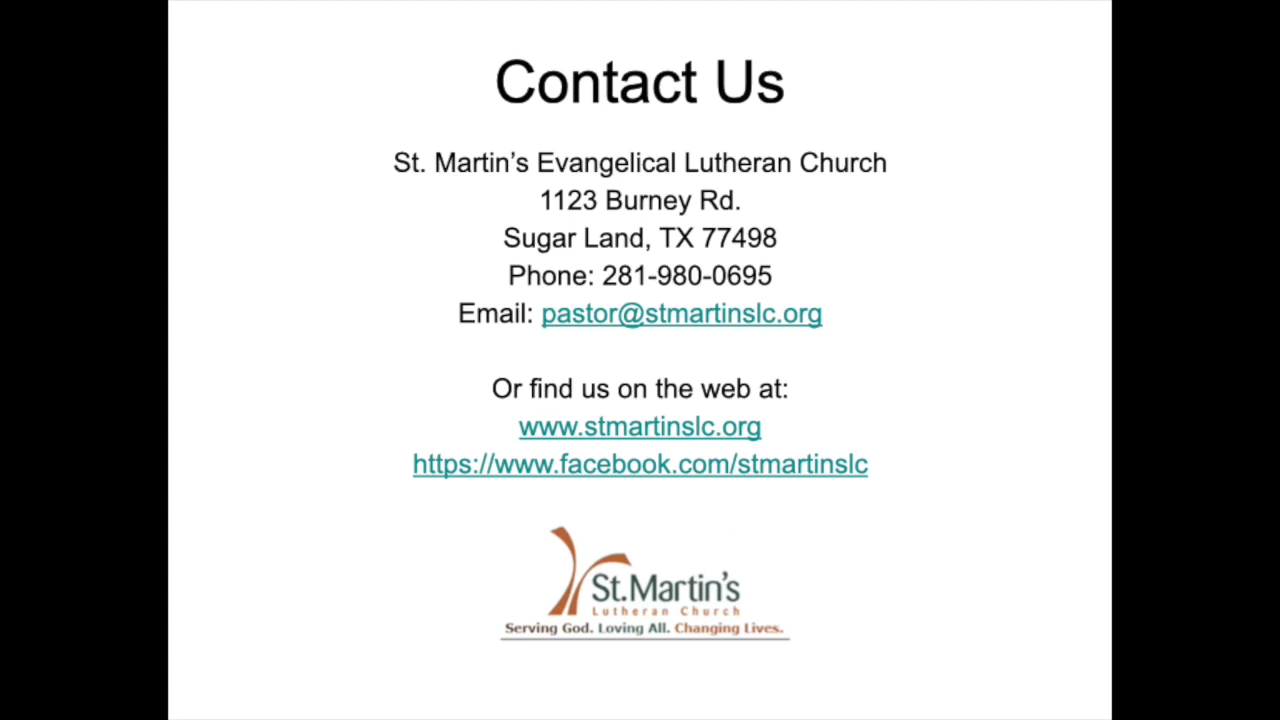 Contact Us
St. Martin’s Evangelical Lutheran Church
1123 Burney Rd.
Sugar Land, TX 77498
Phone: 281-980-0695
Email: pastor@stmartinslc.org
Or find us on the web at:
www.stmartinslc.org
https://www.facebook.com/stmartinslc
St.Martin's
Lutheran Church
Serving God. Loving All. Changing Lives.